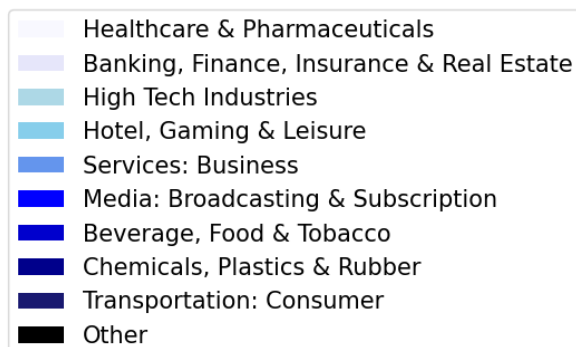 Healthcare & Pharmaceuticals
Banking, Finance, Insurance & Real Estate
High Tech Industries
Hotel, Gaming & Leisure
Services: Business
Media: Broadcasting & Subscription
Beverage, Food & Tobacco
Chemicals, Plastics & Rubber
Transportation: Consumer
Other